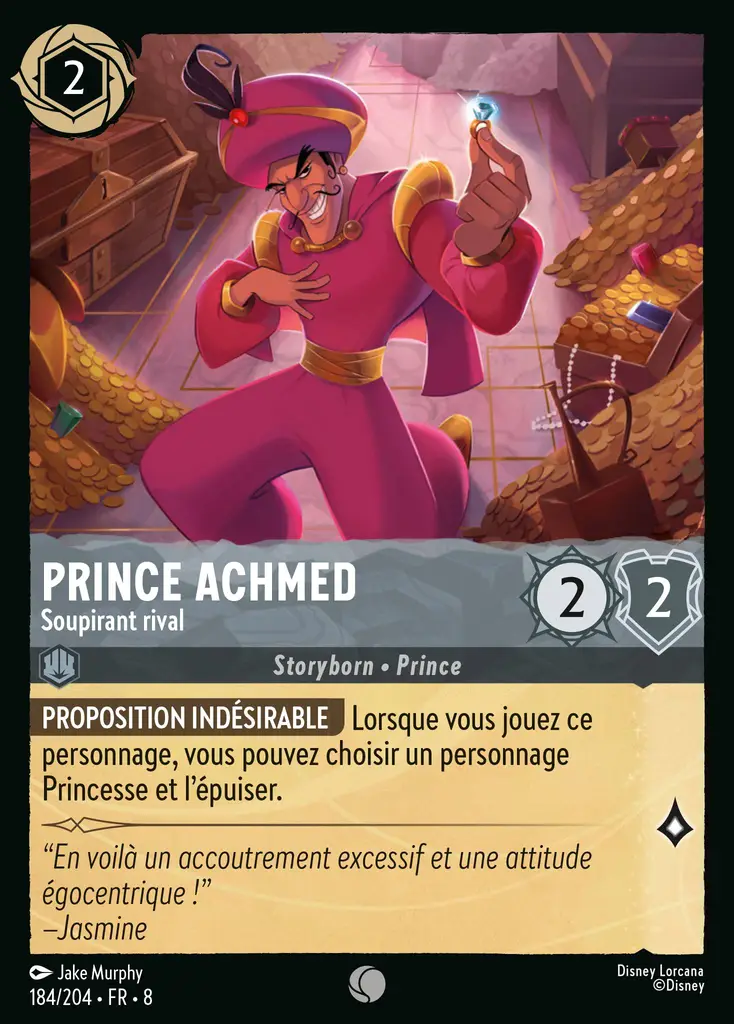 2
PRINCE ACHMED
Soupirant rival
2
2
Storyborn • Prince
PROPOSITION INDÉSIRABLE Lorsque vous jouez ce
personnage, vous pouvez choisir un personnage
Princesse et l'épuiser.
“En voilà un accoutrement excessif et une attitude
égocentrique !”
–Jasmine
Jake Murphy
184/204 • FR • 8
Disney Lorcana
©Disney